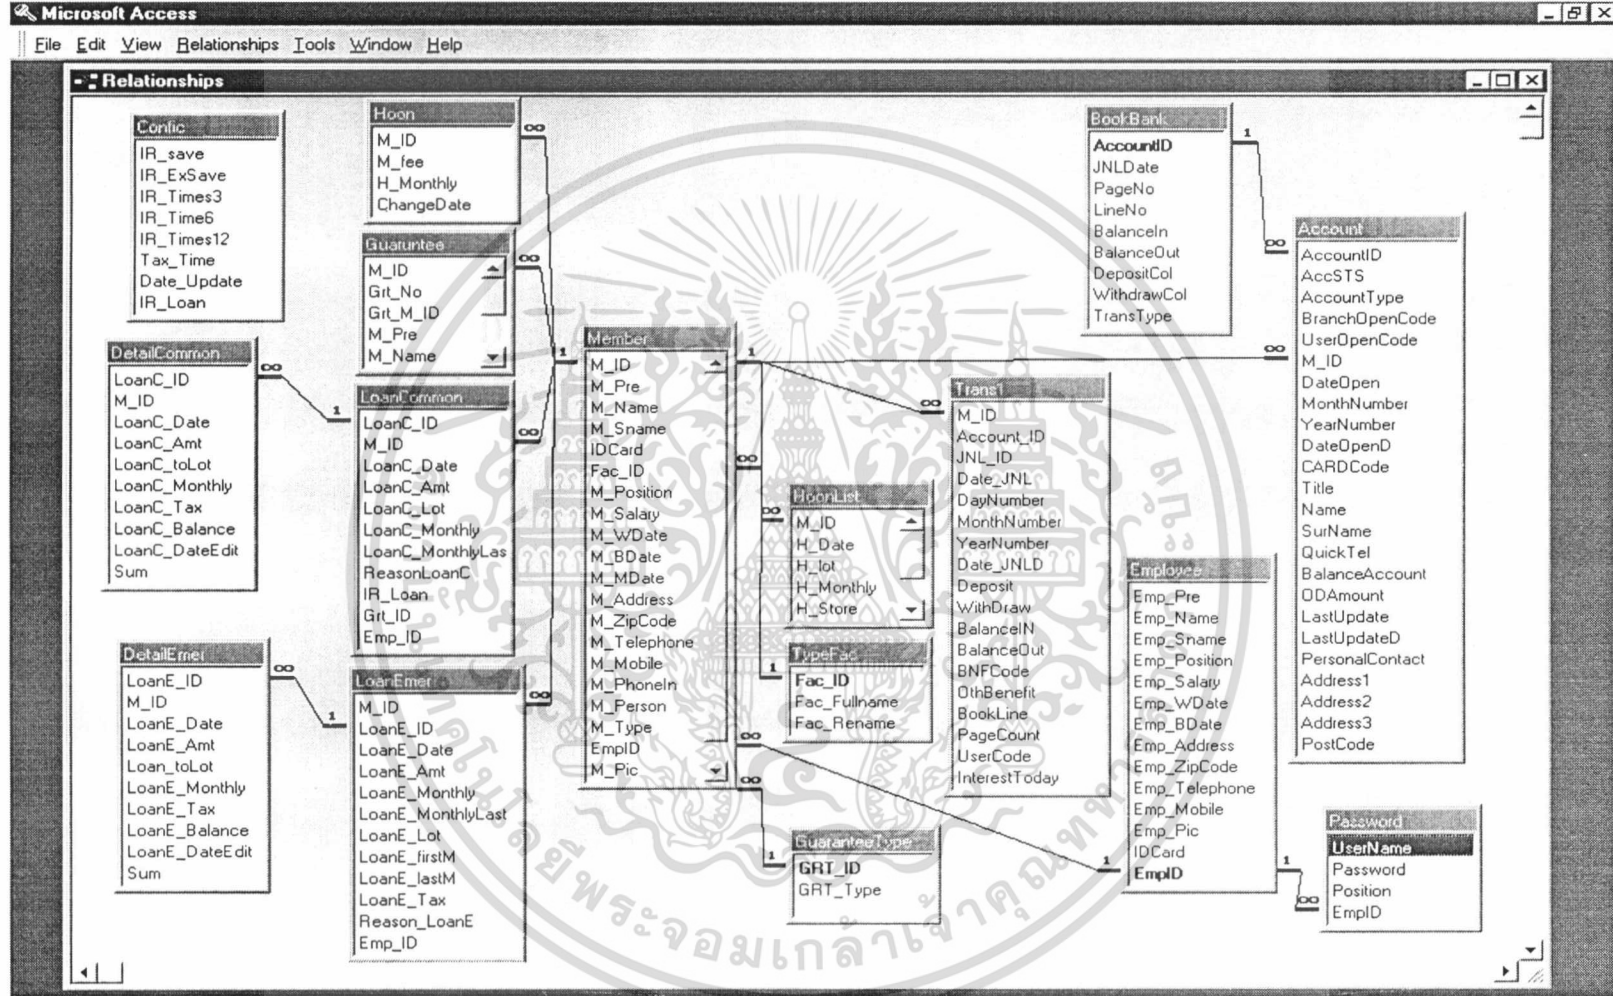 Microsoft Access
File Edit View Relationships Tools Window Help
Relationships
Confic
IR_save
IR_ExSave
IR_Times3
IR_Time6
IR_Times12
Tax_Time
Date_Update
IR_Loan
Hoon
M_ID
M_fee
H_Monthly
ChangeDate
Guaruntee
M_ID
Grt_No
Grt_M_ID
M_Pre
M_Name
DetailCommon
LoanC_ID
M_ID
LoanC_Date
LoanC_Amt
LoanC_toLot
LoanC_Monthly
LoanC_Tax
LoanC_Balance
LoanC_DateEdit
Sum
LoanCommon
LoanC_ID
M_ID
LoanC_Date
LoanC_Amt
LoanC_Lot
LoanC_Monthly
LoanC_MonthlyLas
ReasonLoanC
IR_Loan
Grt_ID
Emp_ID
DetailEmer
LoanE_ID
M_ID
LoanE_Date
LoanE_Amt
Loan_toLot
LoanE_Monthly
LoanE_Tax
LoanE_Balance
LoanE_DateEdit
Sum
LoanEmer
M_ID
LoanE_ID
LoanE_Date
LoanE_Amt
LoanE_Monthly
LoanE_MonthlyLast
LoanE_Lot
LoanE_firstM
LoanE_lastM
LoanE_Tax
Reason_LoanE
Emp_ID
Member
M_ID
M_Pre
M_Name
M_Sname
IDCard
Fac_ID
M_Position
M_Salary
M_WDate
M_BDate
M_MDate
M_Address
M_ZipCode
M_Telephone
M_Mobile
M_PhoneIn
M_Person
M_Type
EmpID
M_Pic
HoonList
M_ID
H_Date
H_lot
H_Monthly
H_Store
TypeFac
Fac_ID
Fac_Fullname
Fac_Rename
GuaranteeType
GRT_ID
GRT_Type
Trans1
M_ID
Account_ID
JNL_ID
Date_JNL
DayNumber
MonthNumber
YearNumber
Date_JNLD
Deposit
WithDraw
BalanceIN
BalanceOut
BNFCode
OthBenefit
BookLine
PageCount
UserCode
InterestToday
BookBank
AccountID
JNLDate
PageNo
LineNo
BalanceIn
BalanceOut
DepositCol
WithdrawCol
TransType
Employee
Emp_Pre
Emp_Name
Emp_Sname
Emp_Position
Emp_Salary
Emp_WDate
Emp_BDate
Emp_Address
Emp_ZipCode
Emp_Telephone
Emp_Mobile
Emp_Pic
IDCard
EmpID
Account
AccountID
AccSTS
AccountType
BranchOpenCode
UserOpenCode
M_ID
DateOpen
MonthNumber
YearNumber
DateOpenD
CARDCode
Title
Name
SurName
QuickTel
BalanceAccount
ODAmount
LastUpdate
LastUpdateD
PersonalContact
Address1
Address2
Address3
PostCode
Password
UserName
Password
Position
EmpID